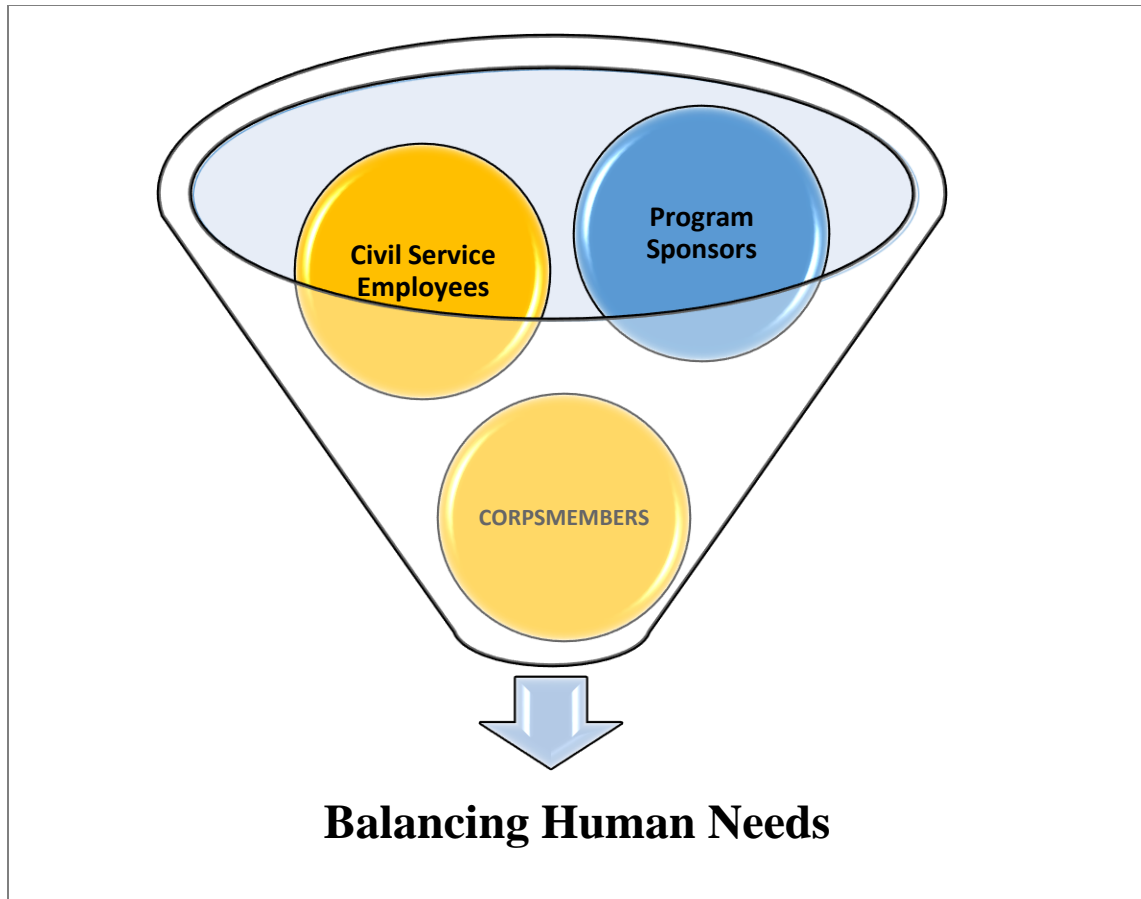 Program
Sponsors
Civil Service
Employees
CORPSMEMBERS
Balancing Human Needs